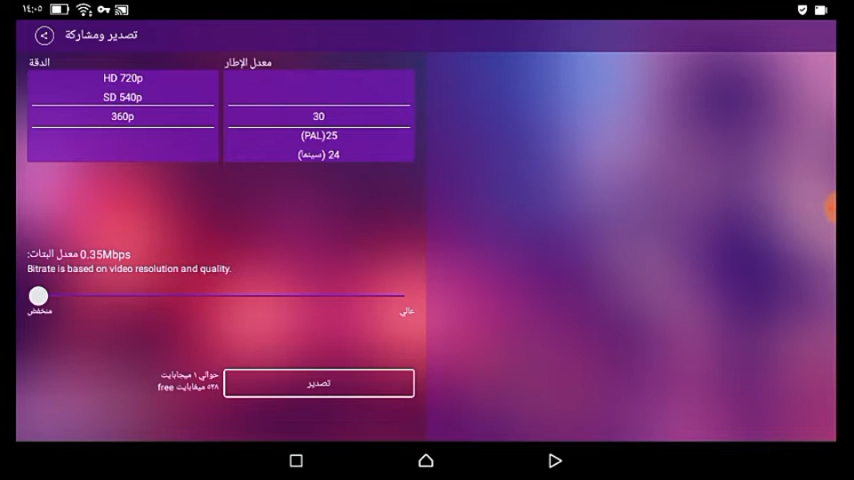 ١٤:٠٥
تصدير ومشاركة
الدقة
معدل الإطار
HD 720p
SD 540p
360p
30
25(PAL)
24 (سينما)
0.35Mbps معدل البتات:
Bitrate is based on video resolution and quality.
منخفض
عالي
حوالي ١ ميجابايت
٥٢٨ ميغابايت free
تصدير